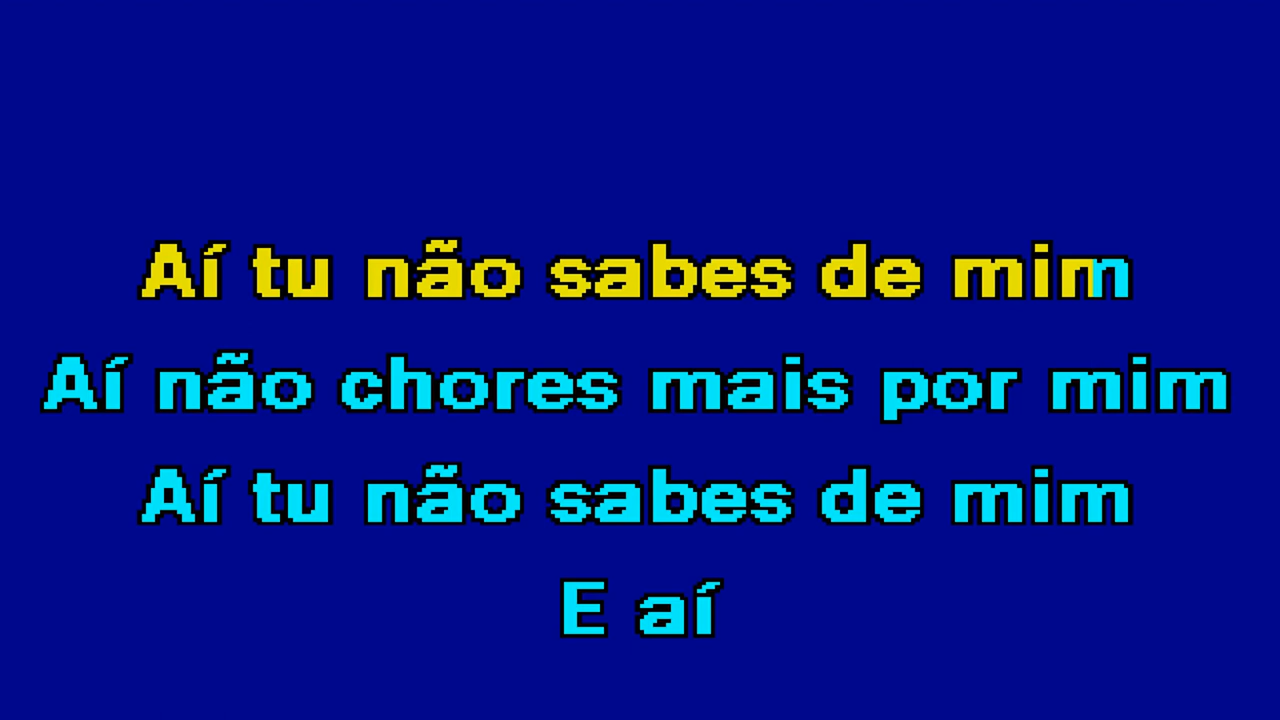 Aí tu não sabes de mim
Aí não chores mais por mim
Aí tu não sabes de mim
E aí